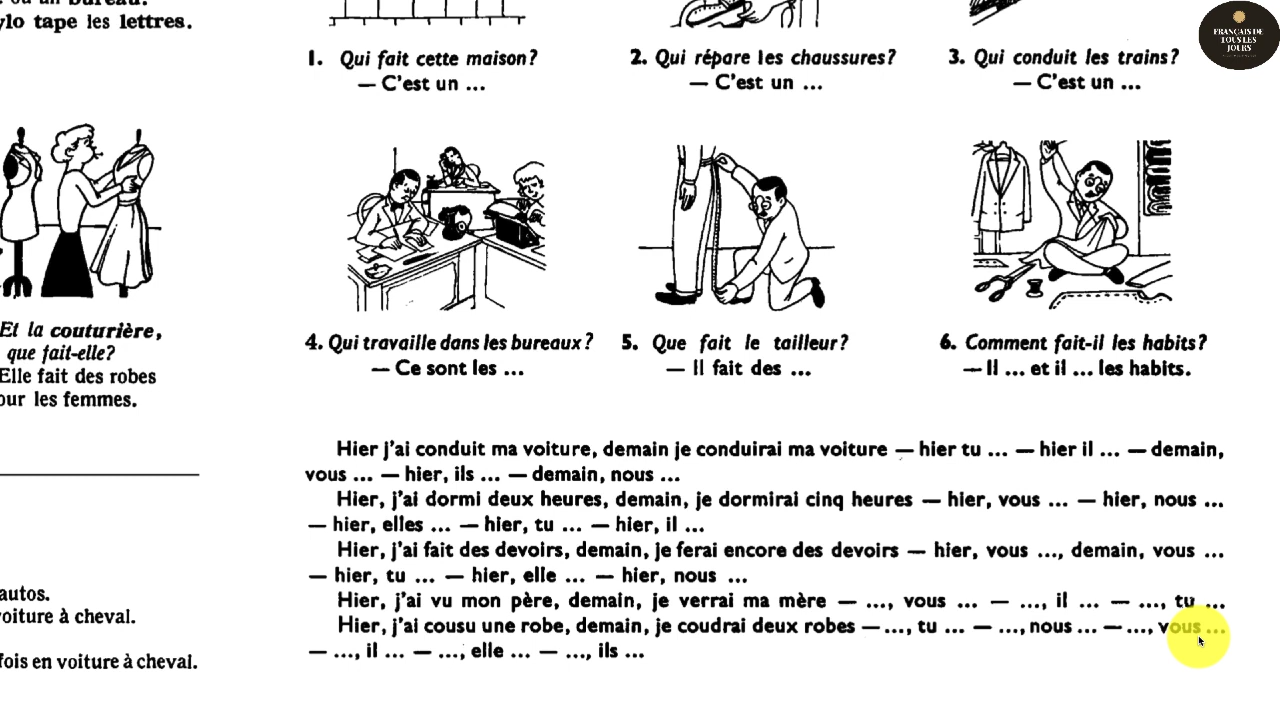 ou un bureau.
ylo tape les lettres.
FRANÇAIS DE
TOUS LES
JOURS
1. Qui fait cette maison?
— C'est un ...
2. Qui répare les chaussures?
— C'est un ...
3. Qui conduit les trains?
— C'est un ...
Et la couturière,
que fait-elle?
Elle fait des robes
our les femmes.
4. Qui travaille dans les bureaux?
— Ce sont les ...
5. Que fait le tailleur?
— Il fait des ...
6. Comment fait-il les habits?
— Il ... et il ... les habits.
Hier j'ai conduit ma voiture, demain je conduirai ma voiture — hier tu ... — hier il ... — demain,
vous ... — hier, ils ... — demain, nous ...
Hier, j'ai dormi deux heures, demain, je dormirai cinq heures — hier, vous ... — hier, nous ...
— hier, elles ... — hier, tu ... — hier, il ...
Hier, j'ai fait des devoirs, demain, je ferai encore des devoirs — hier, vous ..., demain, vous ...
— hier, tu ... — hier, elle ... — hier, nous ...
Hier, j'ai vu mon père, demain, je verrai ma mère — ..., vous ... — ..., il ... — ..., tu ...
Hier, j'ai cousu une robe, demain, je coudrai deux robes — ..., tu ... — ..., nous ... — ..., vous ...
— ..., il ... — ..., elle ... — ..., ils ...
autos.
voiture à cheval.
fois en voiture à cheval.